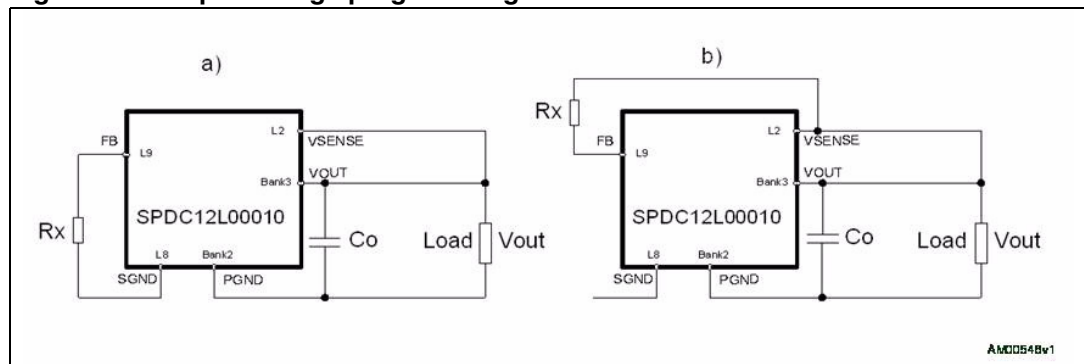 a)
FB
L9
L2
VSENSE
Bank3
VOUT
SPDC12L00010
Rx
Co
Load
Vout
L8
Bank2
SGND
PGND
b)
Rx
FB
L9
L2
VSENSE
Bank3
VOUT
SPDC12L00010
Co
Load
Vout
L8
Bank2
SGND
PGND
AM00548v1